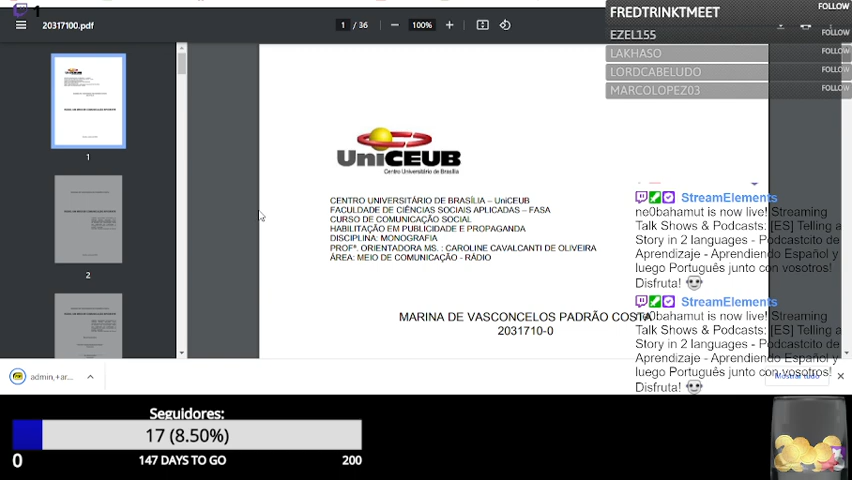 1
20317100.pdf
1 / 36
100%
FREDTRINKTMEET FOLLOW
EZEL155 FOLLOW
LAKHASO FOLLOW
LORDCABELUDO FOLLOW
MARCOLOPEZ03 FOLLOW
1
2
UniCEUB
Centro Universitário de Brasília
CENTRO UNIVERSITÁRIO DE BRASÍLIA – UniCEUB
FACULDADE DE CIÊNCIAS SOCIAIS APLICADAS – FASA
CURSO DE COMUNICAÇÃO SOCIAL
HABILITAÇÃO EM PUBLICIDADE E PROPAGANDA
DISCIPLINA: MONOGRAFIA
PROFª. ORIENTADORA MS. : CAROLINE CAVALCANTI DE OLIVEIRA
ÁREA: MEIO DE COMUNICAÇÃO - RÁDIO
MARINA DE VASCONCELOS PADRÃO COSTA
2031710-0
StreamElements
ne0bahamut is now live! Streaming
Talk Shows & Podcasts: [ES] Telling a
Story in 2 languages - Podcastcito de
Aprendizaje - Aprendiendo Español y
luego Português junto con vosotros!
Disfruta!
StreamElements
ne0bahamut is now live! Streaming
Talk Shows & Podcasts: [ES] Telling a
Story in 2 languages - Podcastcito de
Aprendizaje - Aprendiendo Español y
luego Português junto con vosotros!
Disfruta!
admin,+ar...
Mostrar tudo
Seguidores:
17 (8.50%)
0
147 DAYS TO GO
200